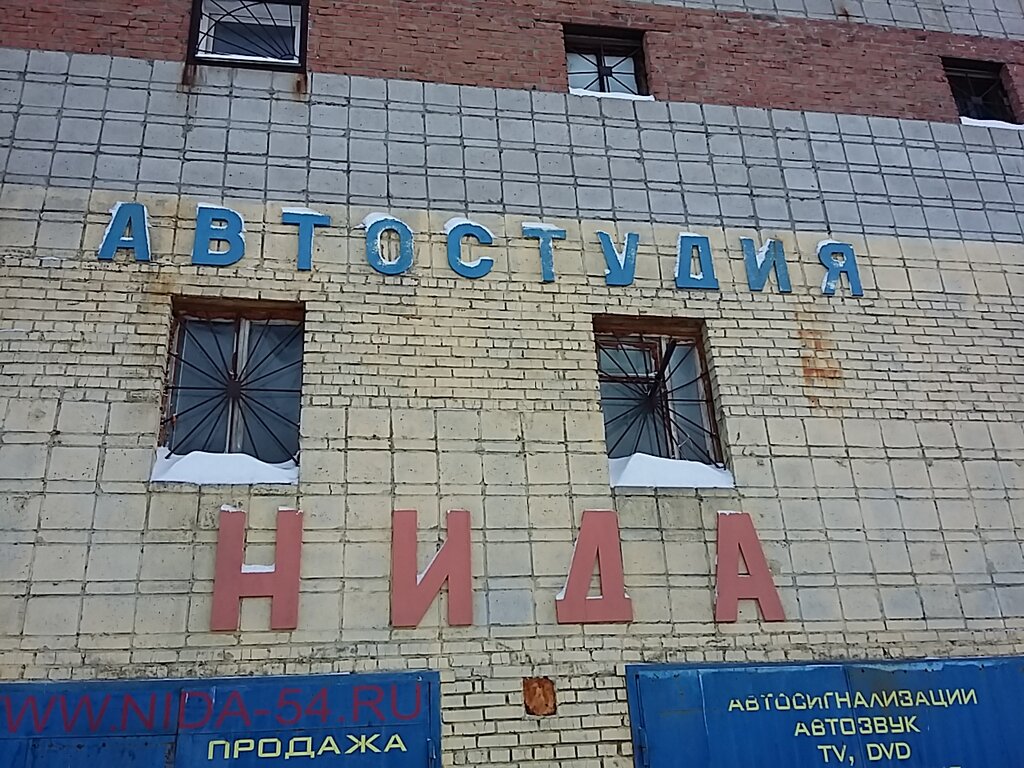 АВТОСТУДИЯ
НИДА
WWW.NIDA-54.RU
ПРОДАЖА
АВТОСИГНАЛИЗАЦИИ
АВТОЗВУК
TV, DVD